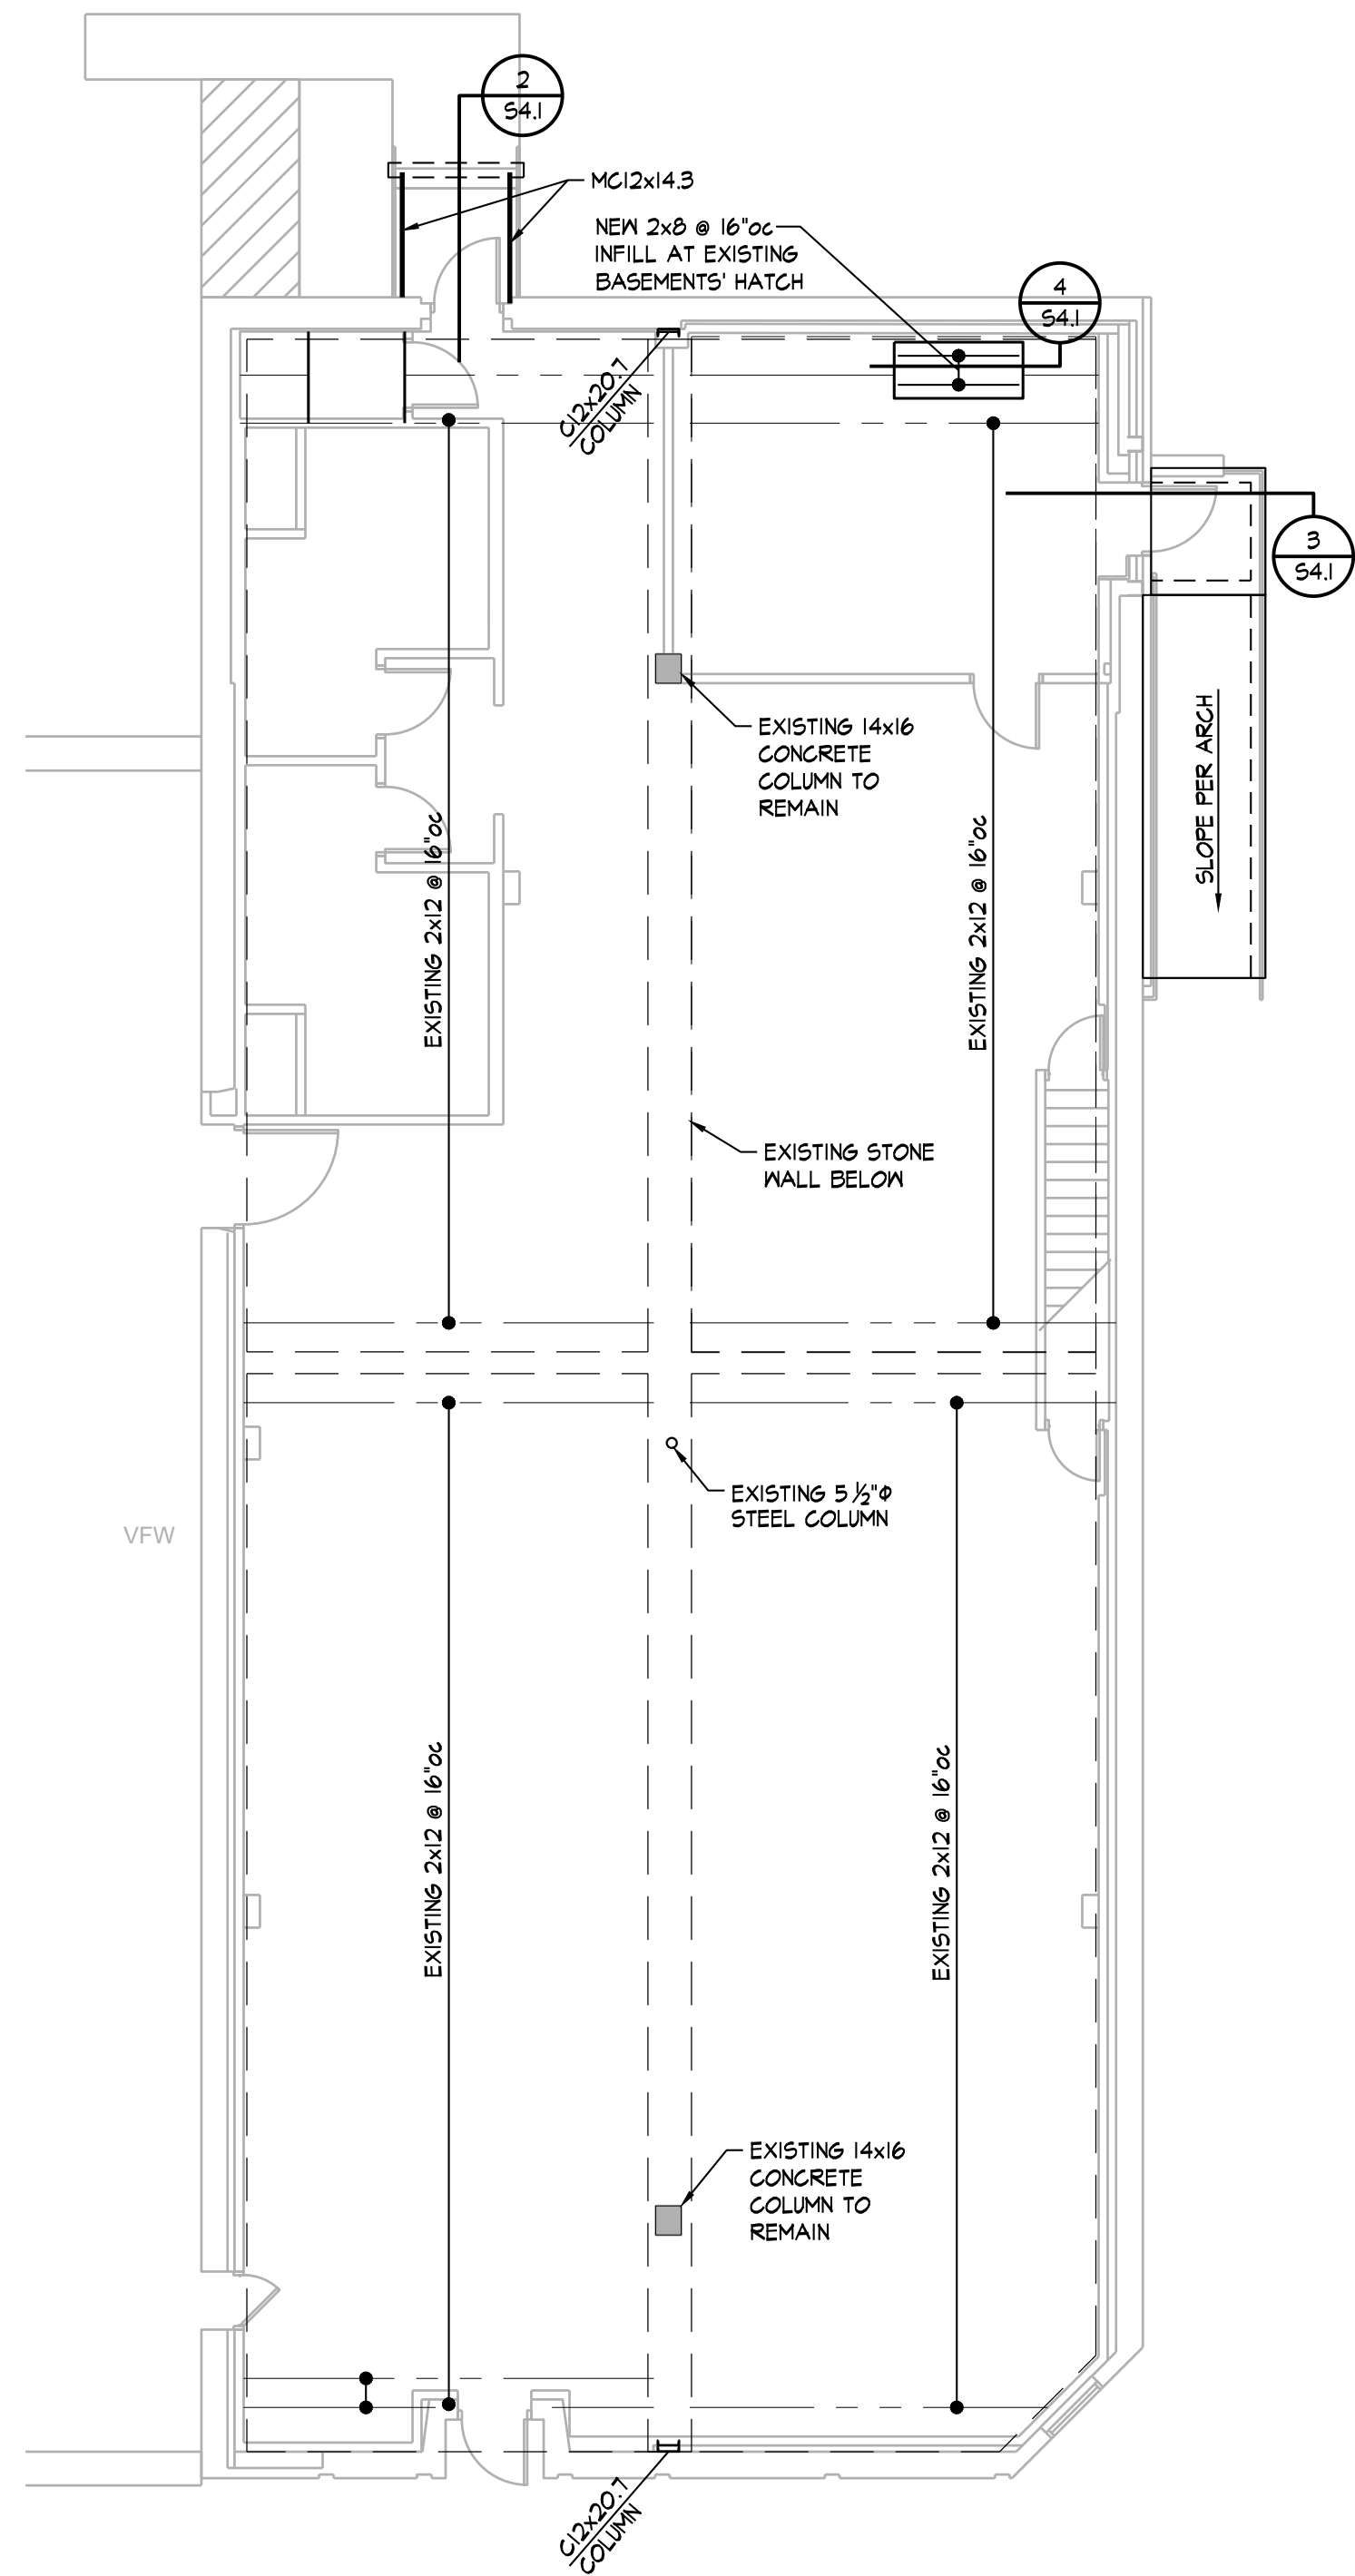 2
S4.1
MC12x14.3
NEW 2x8 @ 16"oc
INFILL AT EXISTING
BASEMENTS' HATCH
4
S4.1
C12x20.7
COLUMN
3
S4.1
EXISTING 14x16
CONCRETE
COLUMN TO
REMAIN
SLOPE PER ARCH
EXISTING 2x12 @ 16"oc
EXISTING 2x12 @ 16"oc
EXISTING STONE
WALL BELOW
EXISTING 5 ½"Φ
STEEL COLUMN
VFW
EXISTING 2x12 @ 16"oc
EXISTING 2x12 @ 16"oc
EXISTING 14x16
CONCRETE
COLUMN TO
REMAIN
C12x20.7
COLUMN